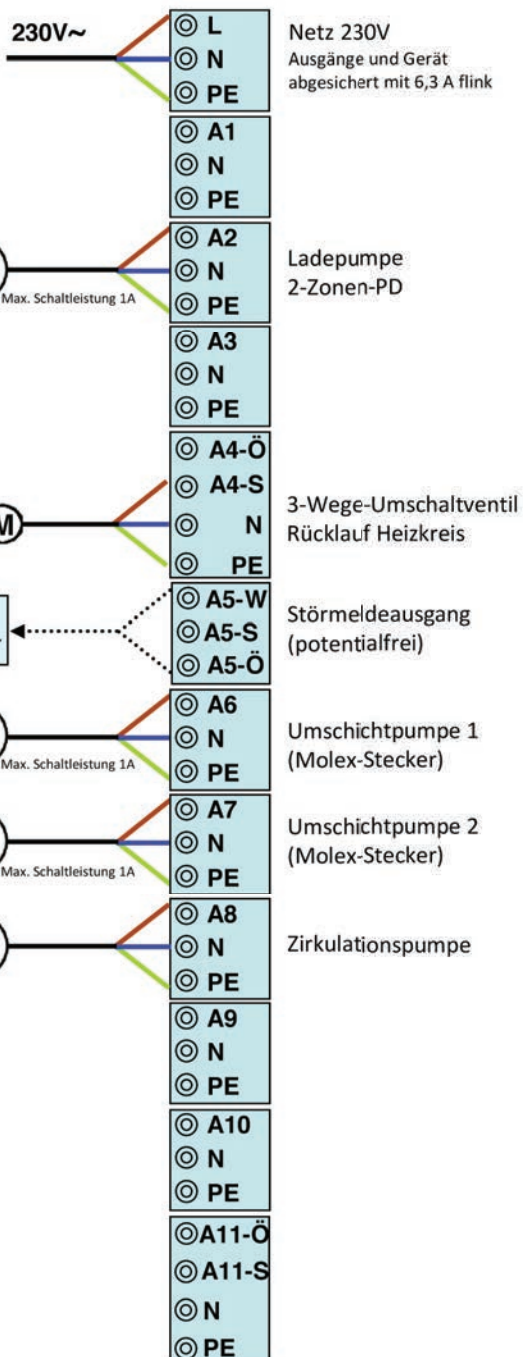 230V~
L
N
PE
Netz 230V
Ausgänge und Gerät
abgesichert mit 6,3 A flink
A1
N
PE
A2
N
PE
Max. Schaltleistung 1A
Ladepumpe
2-Zonen-PD
A3
N
PE
A4-Ö
A4-S
N
PE
M
3-Wege-Umschaltventil
Rücklauf Heizkreis
A5-W
A5-S
A5-Ö
Störmeldeausgang
(potentialfrei)
A6
N
PE
Max. Schaltleistung 1A
Umschichtpumpe 1
(Molex-Stecker)
A7
N
PE
Max. Schaltleistung 1A
Umschichtpumpe 2
(Molex-Stecker)
A8
N
PE
Zirkulationspumpe
A9
N
PE
A10
N
PE
A11-Ö
A11-S
N
PE